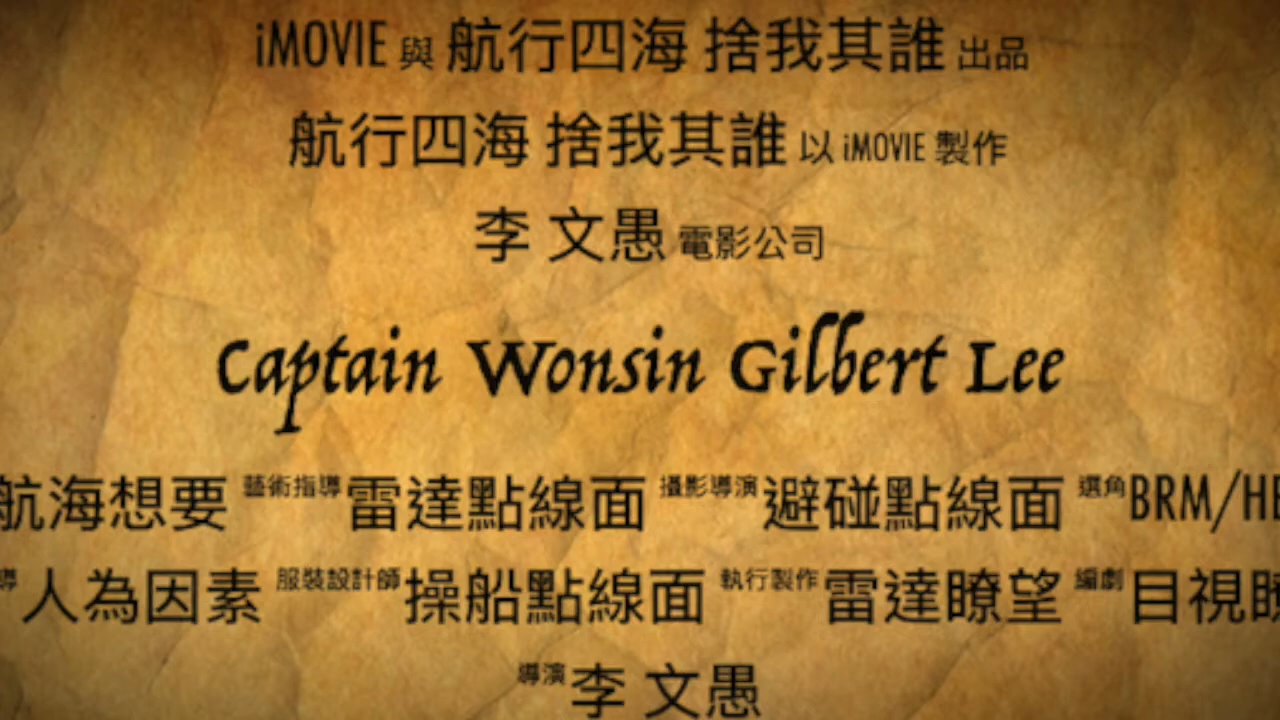 iMOVIE 與 航行四海 捨我其誰 出品
航行四海 捨我其誰 以 iMOVIE 製作
李 文愚 電影公司
Captain Wonsin Gilbert Lee
航海想要 藝術指導 雷達點線面 攝影導演 避碰點線面 選角 BRM/HE
導 人為因素 服裝設計師 操船點線面 執行製作 雷達瞭望 編劇 目視瞭
導演 李 文愚